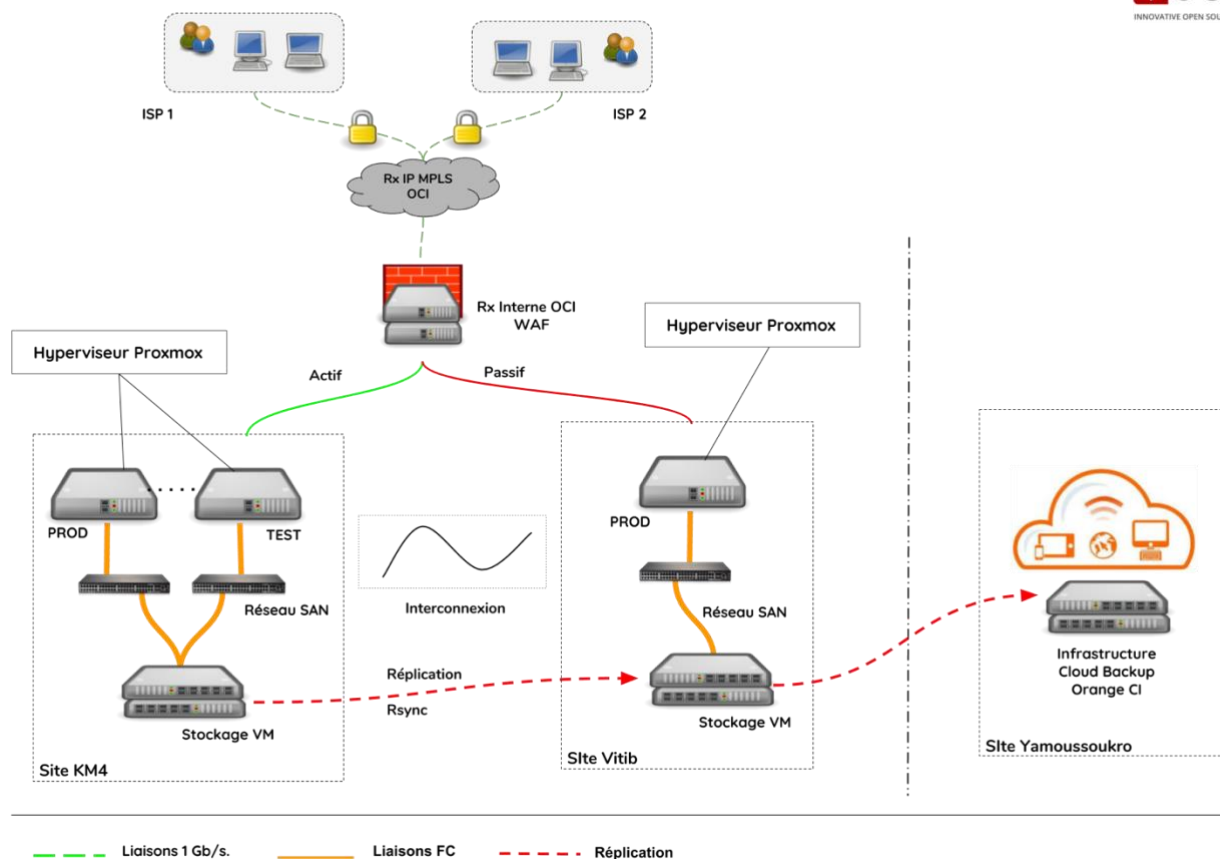 INNOVATIVE OPEN
ISP 1
ISP 2
Rx IP MPLS
OCI
Rx Interne OCI
WAF
Hyperviseur Proxmox
Hyperviseur Proxmox
Actif
Passif
PROD
TEST
Réseau SAN
Stockage VM
Site KM4
Interconnexion
Réplication
Rsync
PROD
Réseau SAN
Stockage VM
SIte Vitib
Infrastructure
Cloud Backup
Orange CI
SIte Yamoussoukro
Liaisons 1 Gb/s.
Liaisons FC
Réplication